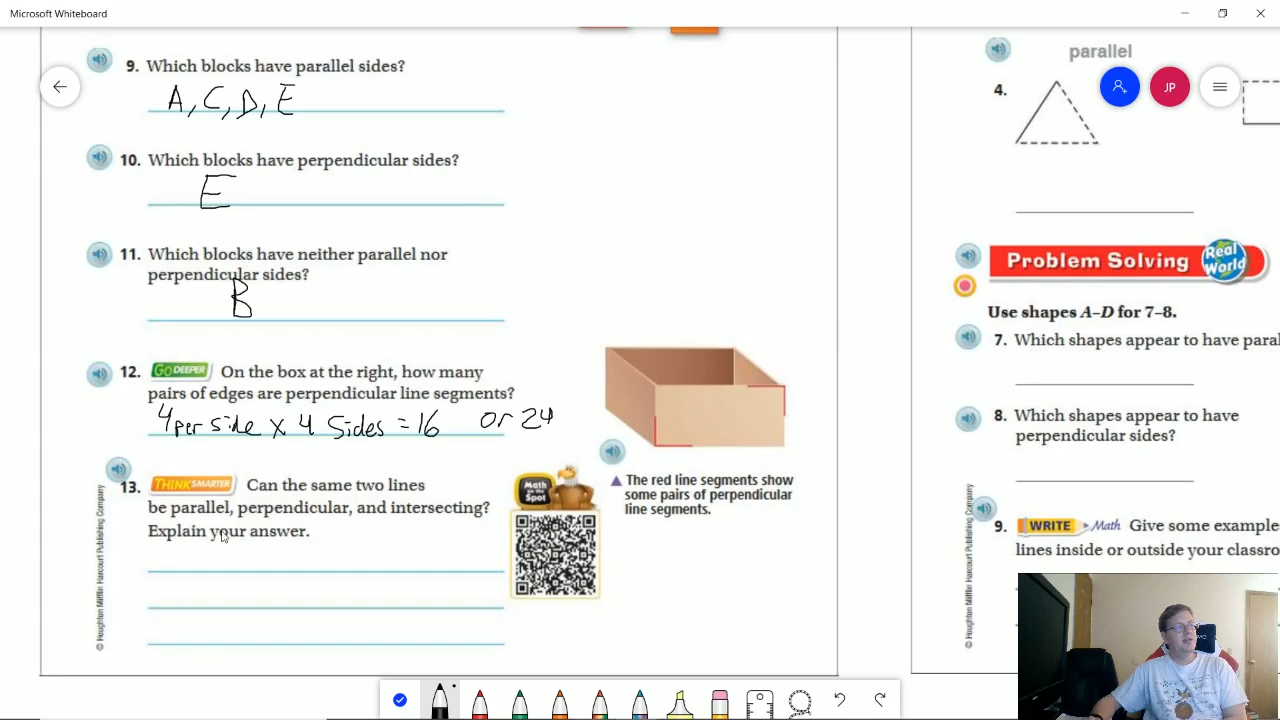 Microsoft Whiteboard
9. Which blocks have parallel sides?
A, C, D, E
10. Which blocks have perpendicular sides?
E
11. Which blocks have neither parallel nor
perpendicular sides?
B
12. GO DEEPER On the box at the right, how many
pairs of edges are perpendicular line segments?
4 per side x 4 Sides = 16 or 24
13. THINK SMARTER Can the same two lines
be parallel, perpendicular, and intersecting?
Explain your answer.
Math
on the
Spot
▲ The red line segments show
some pairs of perpendicular
line segments.
© Houghton Mifflin Harcourt Publishing Company
parallel
4.
JP
Problem Solving Real World
Use shapes A–D for 7–8.
7. Which shapes appear to have paral
8. Which shapes appear to have
perpendicular sides?
9. WRITE Math Give some example
lines inside or outside your classro
© Houghton Mifflin Harcourt Publishing Company